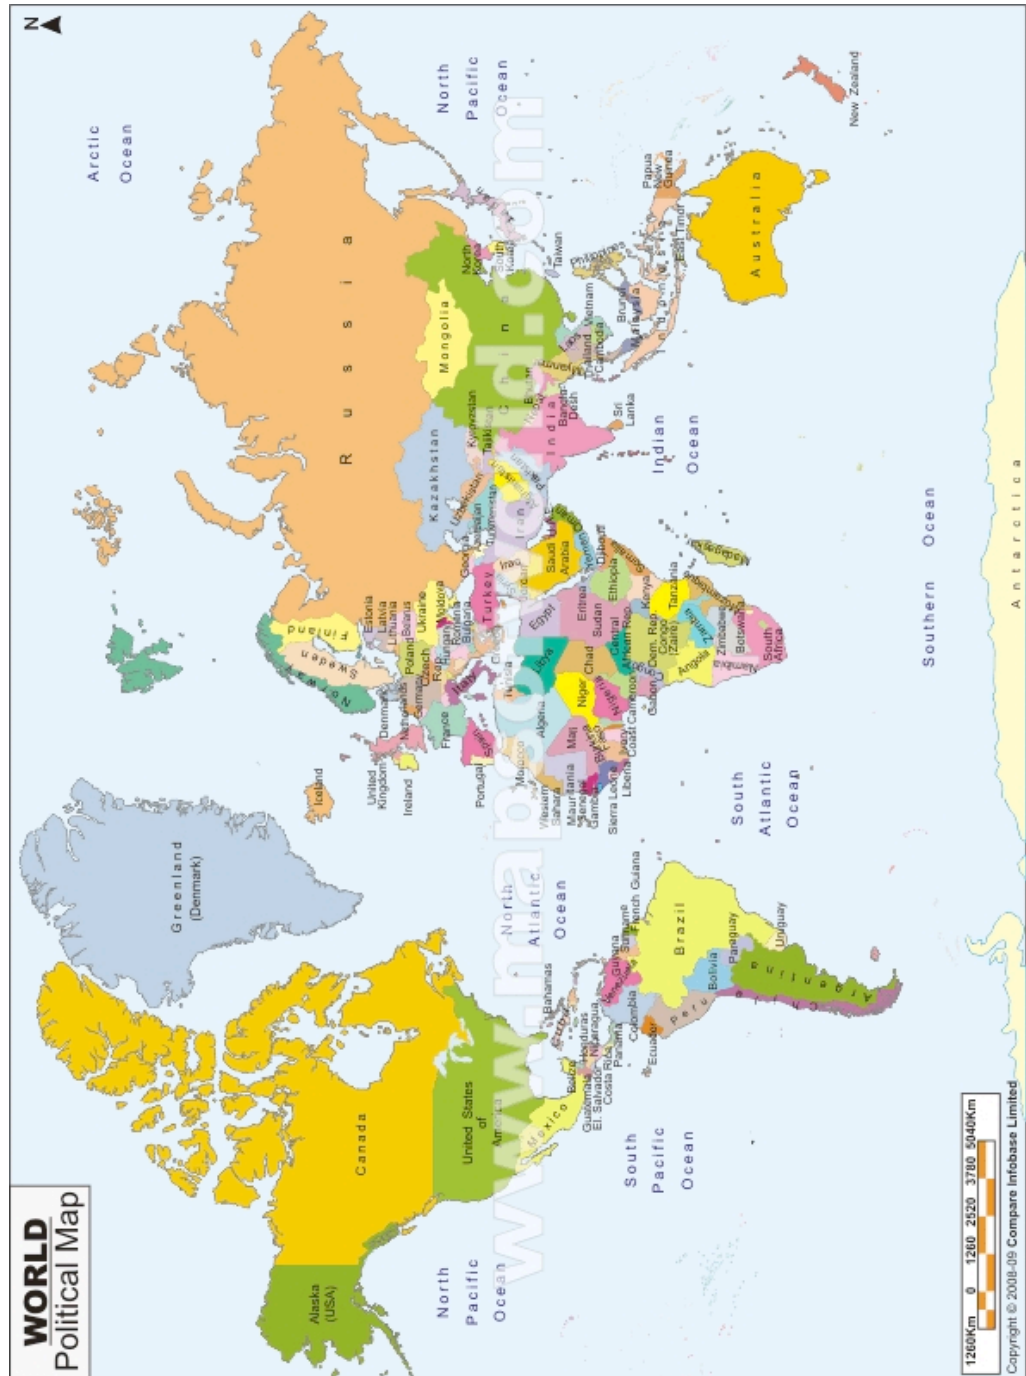 WORLD
Political Map
N
Arctic
Ocean
Greenland
(Denmark)
Alaska
(USA)
Canada
United States
of
America
Mexico
North
Pacific
Ocean
North
Atlantic
Ocean
Bahamas
Cuba
Belize
Guatemala
Honduras
El. Salvador
Nicaragua
Costa Rica
Panama
Venezuela
Guyana
Suriname
French Guiana
Colombia
Ecuador
Peru
Brazil
Bolivia
Paraguay
Uruguay
Chile
Argentina
South
Pacific
Ocean
South
Atlantic
Ocean
Iceland
Norway
Sweden
Finland
United
Kingdom
Ireland
Denmark
Netherlands
Estonia
Latvia
Lithuania
Belarus
Poland
Ukraine
Czech
Rep.
Moldova
Romania
Bulgaria
France
Italy
Spain
Portugal
Turkey
Georgia
Russia
Kazakhstan
Uzbekistan
Kyrgyzstan
Tajikistan
Turkmenistan
Mongolia
China
North
Korea
South
Korea
Japan
Taiwan
North
Pacific
Ocean
Iraq
Iran
Pakistan
India
Bhutan
Bangla
Desh
Sri
Lanka
Myanmar
Laos
Thailand
Vietnam
Cambodia
Philippines
Brunei
Malaysia
Indonesia
East Timor
Papua
New
Guinea
Saudi
Arabia
Yemen
Morocco
Western
Sahara
Algeria
Tunisia
Libya
Egypt
Mauritania
Mali
Niger
Chad
Sudan
Eritrea
Djibouti
Ethiopia
Senegal
Gambia
Sierra Leone
Liberia
Ivory
Coast
Nigeria
Cameroon
Central
African Rep.
Gabon
Dem. Rep.
Congo
(Zaire)
Kenya
Tanzania
Angola
Zambia
Zimbabwe
Namibia
Botswana
South
Africa
Madagaskar
Indian
Ocean
Australia
New Zealand
Southern Ocean
Antarctica
www.mapsofworld.com
1260Km 0 1260 2520 3780 5040Km
Copyright © 2008-09 Compare Infobase Limited